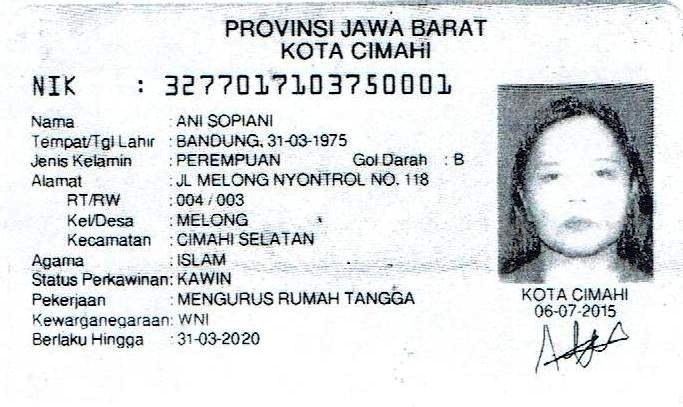 PROVINSI JAWA BARAT
KOTA CIMAHI
NIK : 3277017103750001
Nama : ANI SOPIANI
Tempat/Tgl Lahir : BANDUNG, 31-03-1975
Jenis Kelamin : PEREMPUAN Gol Darah : B
Alamat : JL MELONG NYONTROL NO. 118
RT/RW : 004 / 003
Kel/Desa : MELONG
Kecamatan : CIMAHI SELATAN
Agama : ISLAM
Status Perkawinan: KAWIN
Pekerjaan : MENGURUS RUMAH TANGGA
Kewarganegaraan: WNI
Berlaku Hingga : 31-03-2020
KOTA CIMAHI
06-07-2015